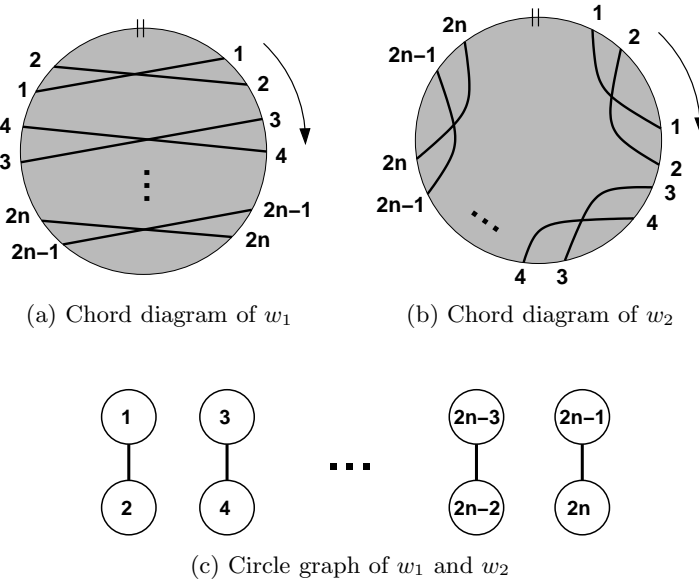 2
1
1
2
4
3
3
4
2n
2n−1
2n−1
2n
(a) Chord diagram of w₁
2n
2n−1
1
2
1
2
3
4
3
4
2n
2n−1
(b) Chord diagram of w₂
1
3
2n−3
2n−1
2
4
2n−2
2n
(c) Circle graph of w₁ and w₂